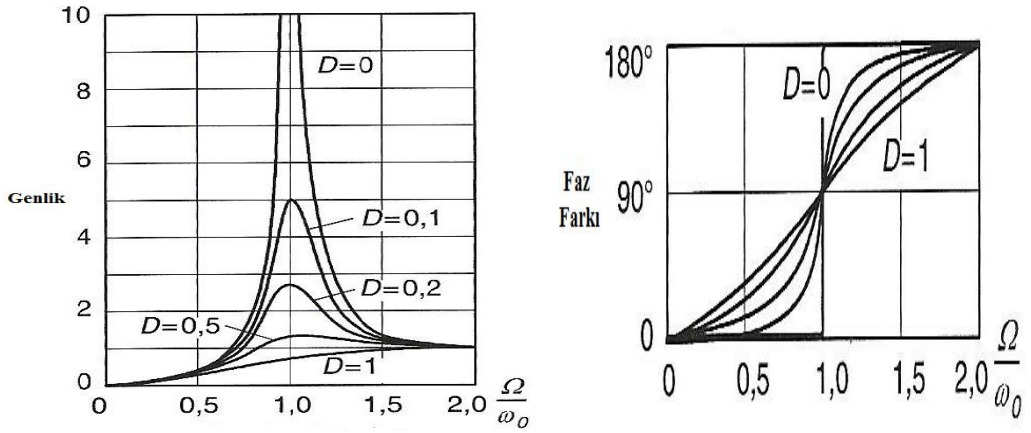 10
8
6
4
2
0
Genlik
D=0
D=0,1
D=0,2
D=0,5
D=1
0 0,5 1,0 1,5 2,0
Ω/ω₀
180°
90°
0
Faz
Farkı
D=0
D=1
0 0,5 1,0 1,5 2,0
Ω/ω₀